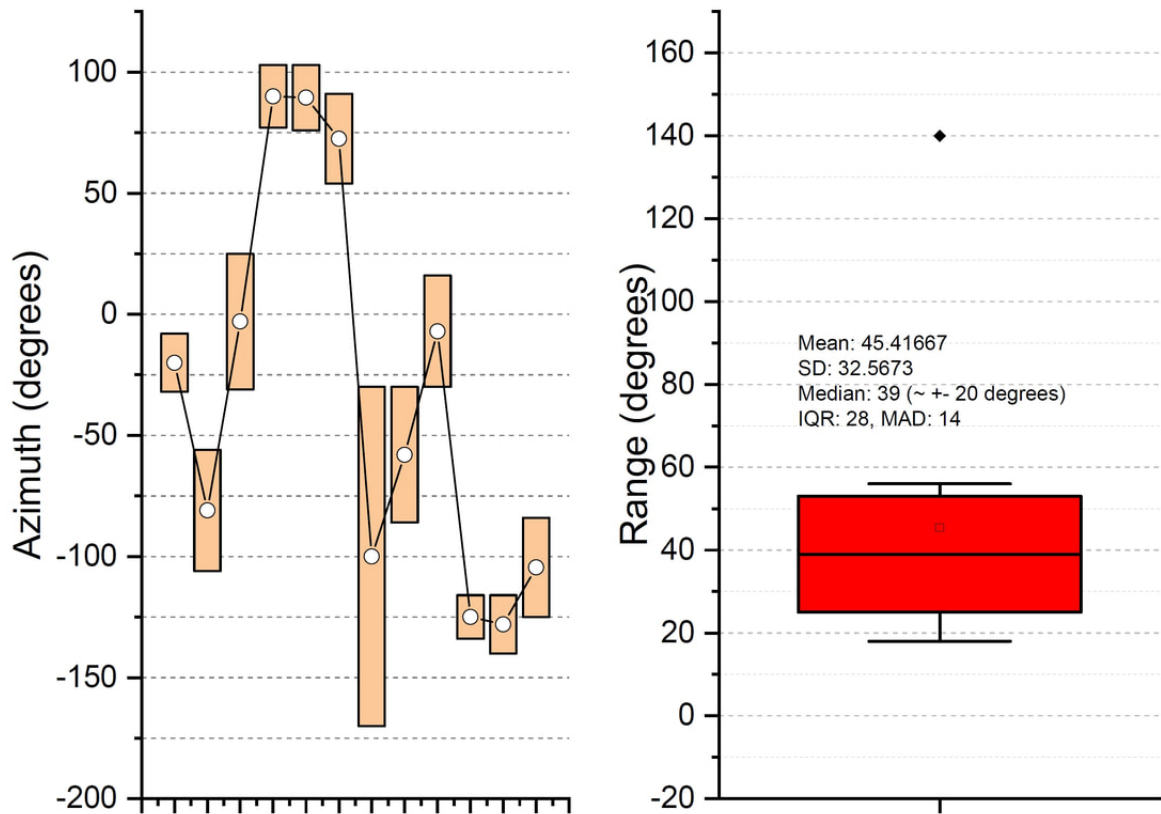 Azimuth (degrees)
100
50
0
-50
-100
-150
-200
Range (degrees)
160
140
120
100
80
60
40
20
0
-20
Mean: 45.41667
SD: 32.5673
Median: 39 (~ +- 20 degrees)
IQR: 28, MAD: 14